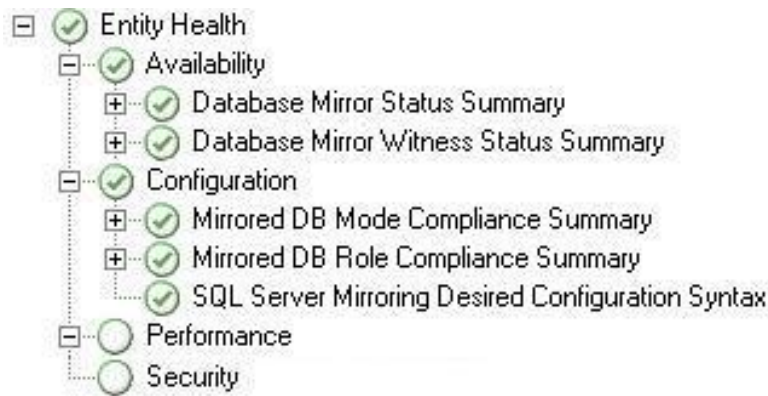 Entity Health
Availability
Database Mirror Status Summary
Database Mirror Witness Status Summary
Configuration
Mirrored DB Mode Compliance Summary
Mirrored DB Role Compliance Summary
SQL Server Mirroring Desired Configuration Syntax
Performance
Security